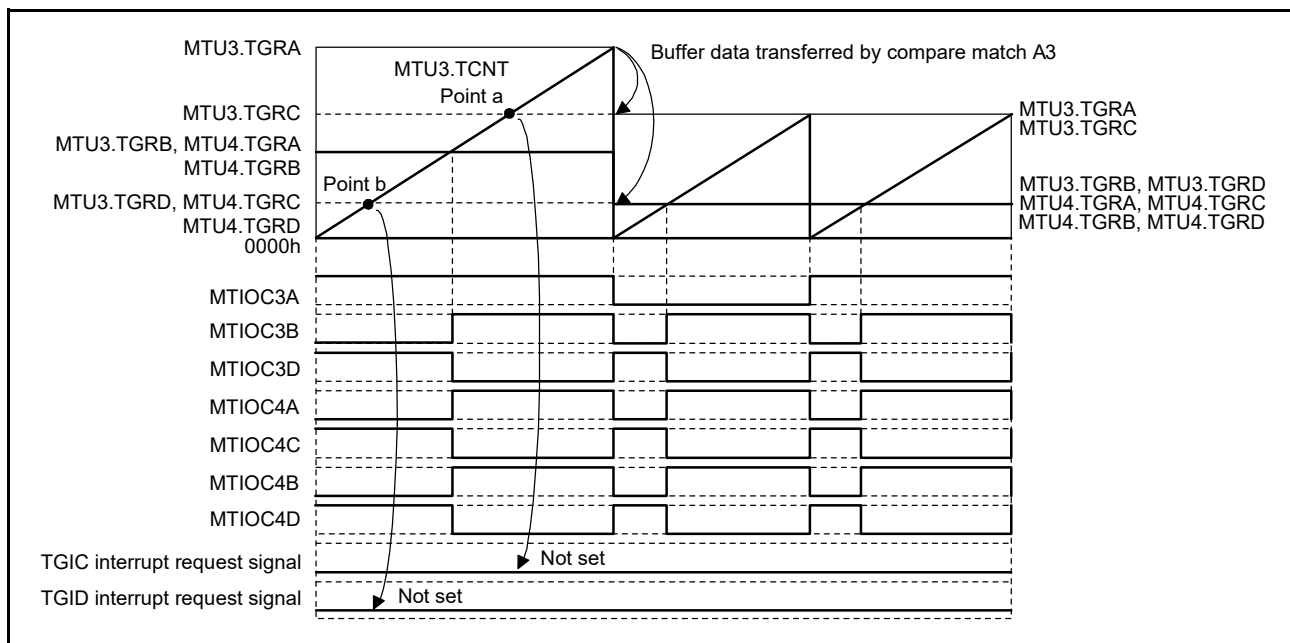 MTU3.TGRA
Buffer data transferred by compare match A3
MTU3.TCNT
Point a
MTU3.TGRC
MTU3.TGRA
MTU3.TGRC
MTU3.TGRB, MTU4.TGRA
MTU4.TGRB
Point b
MTU3.TGRD, MTU4.TGRC
MTU4.TGRD
0000h
MTU3.TGRB, MTU3.TGRD
MTU4.TGRA, MTU4.TGRC
MTU4.TGRB, MTU4.TGRD
MTIOC3A
MTIOC3B
MTIOC3D
MTIOC4A
MTIOC4C
MTIOC4B
MTIOC4D
TGIC interrupt request signal
Not set
TGID interrupt request signal
Not set